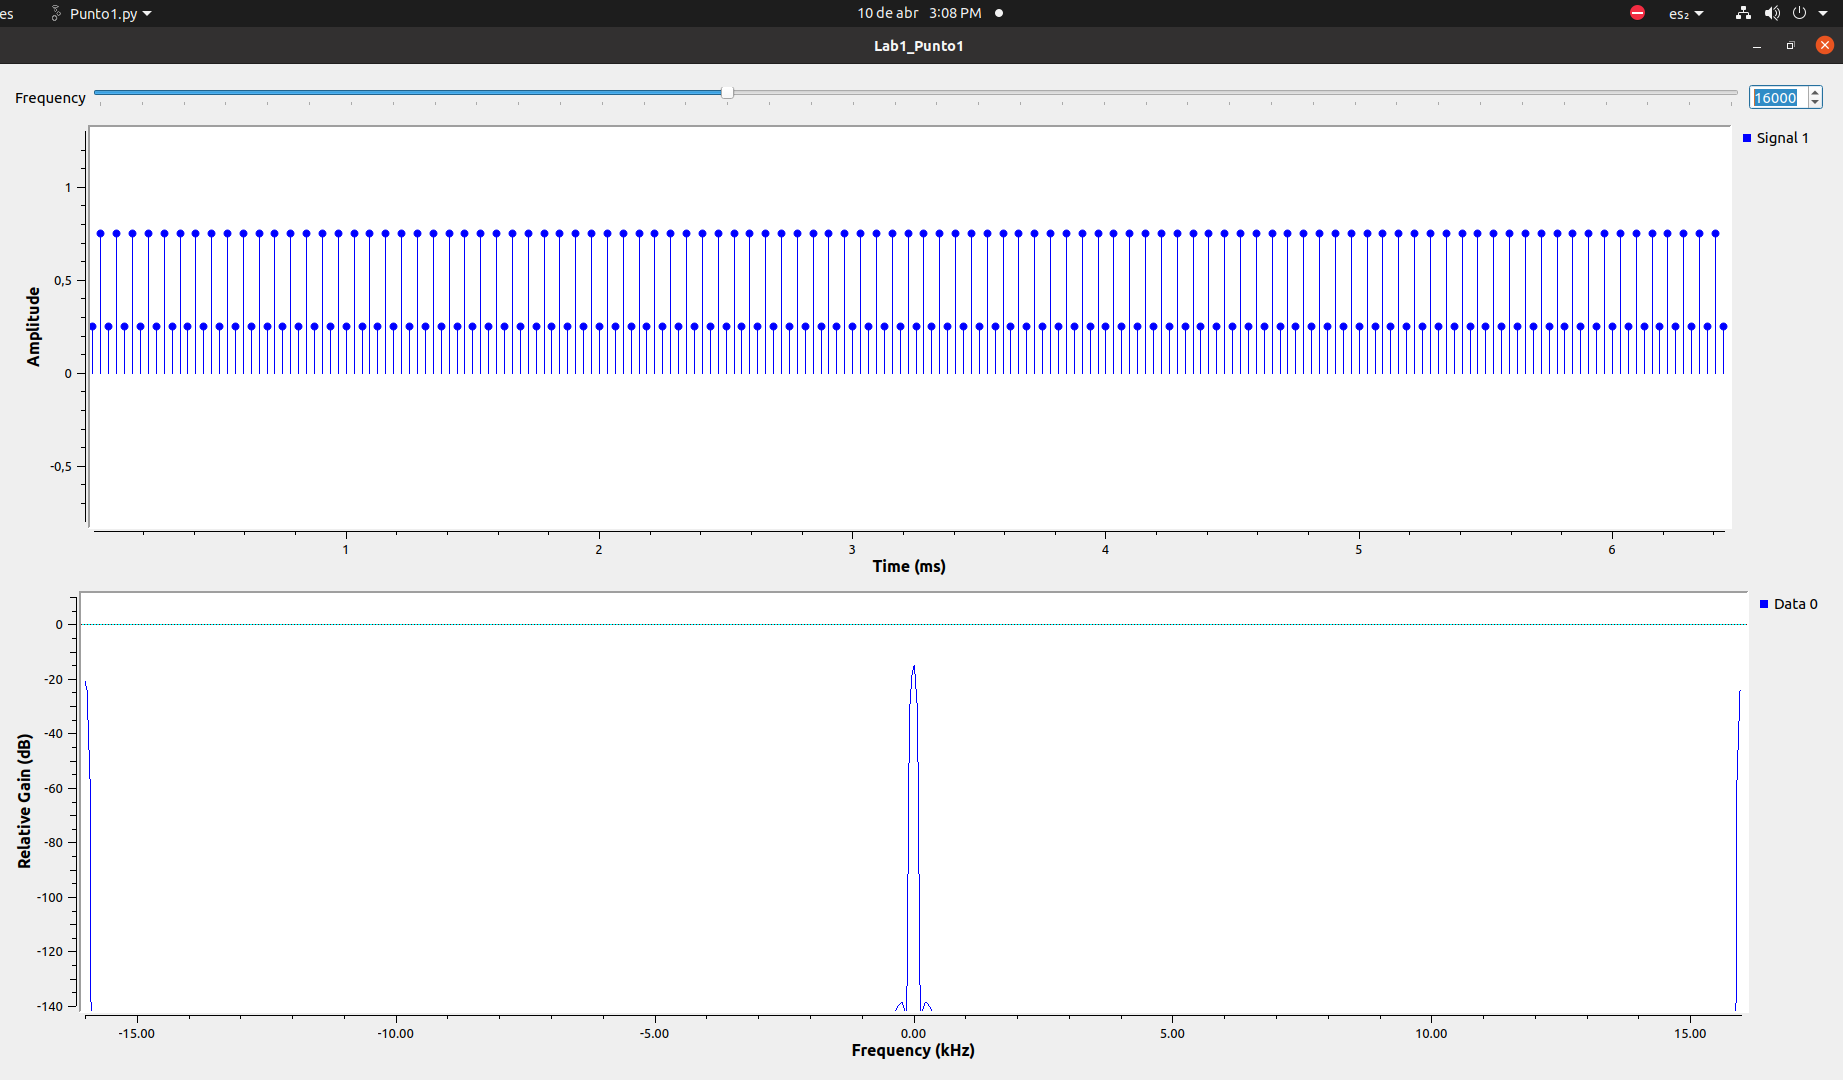 es Punto1.py 10 de abr 3:08 PM es₂
Lab1_Punto1
Frequency 16000
Signal 1
Amplitude
1
0,5
0
-0,5
1 2 3 4 5 6
Time (ms)
Data 0
Relative Gain (dB)
0
-20
-40
-60
-80
-100
-120
-140
-15.00 -10.00 -5.00 0.00 5.00 10.00 15.00
Frequency (kHz)